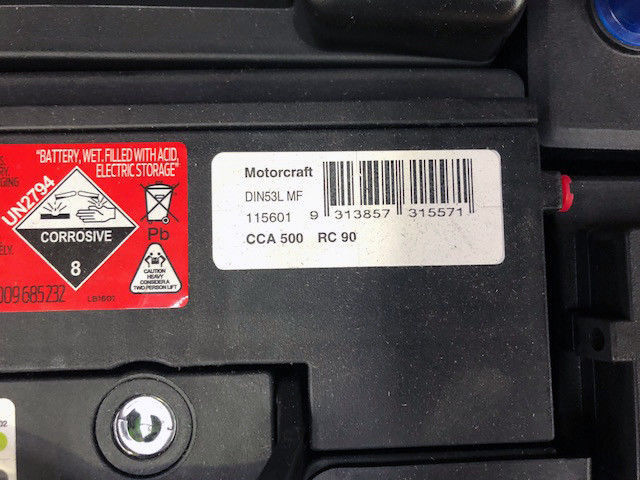 "BATTERY, WET. FILLED WITH ACID,
ELECTRIC STORAGE"
UN2794
CORROSIVE
8
Pb
CAUTION
HEAVY
CONSIDER A
TWO PERSON LIFT
009 685 232
LB1601
Motorcraft
DIN53L MF
115601
9 313857 315571
CCA 500 RC 90